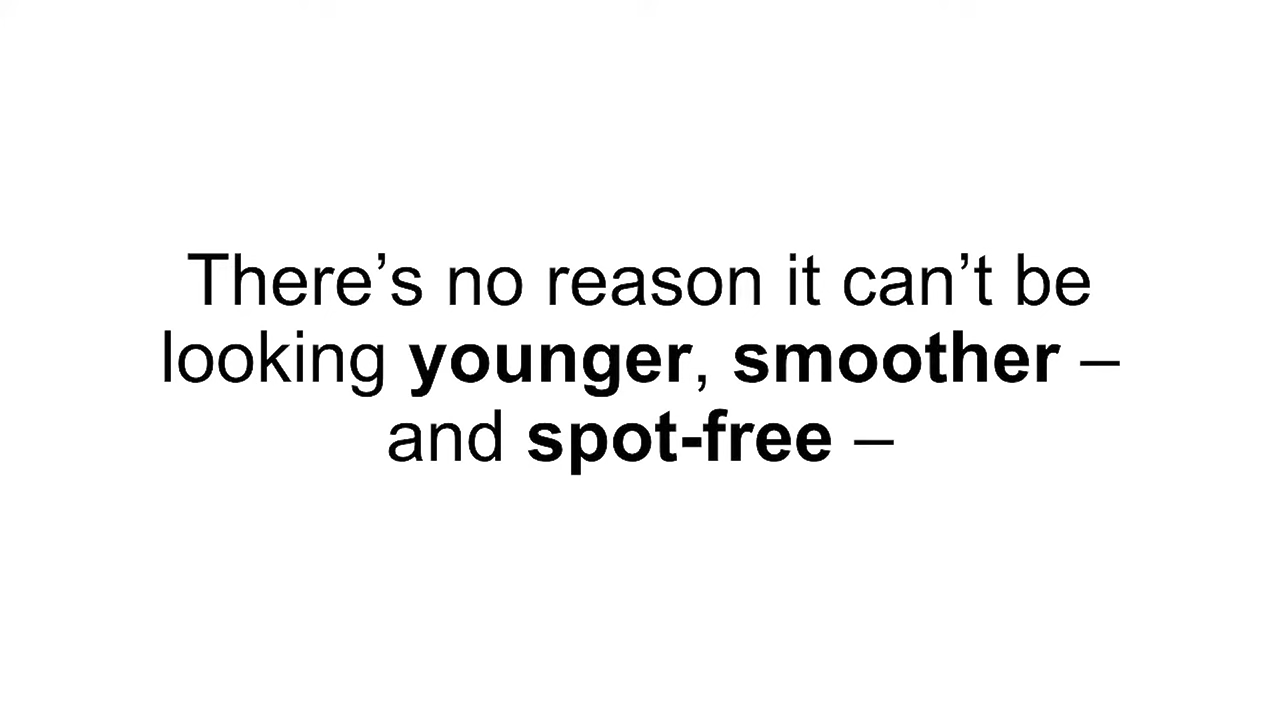 There’s no reason it can’t be
looking younger, smoother –
and spot-free –